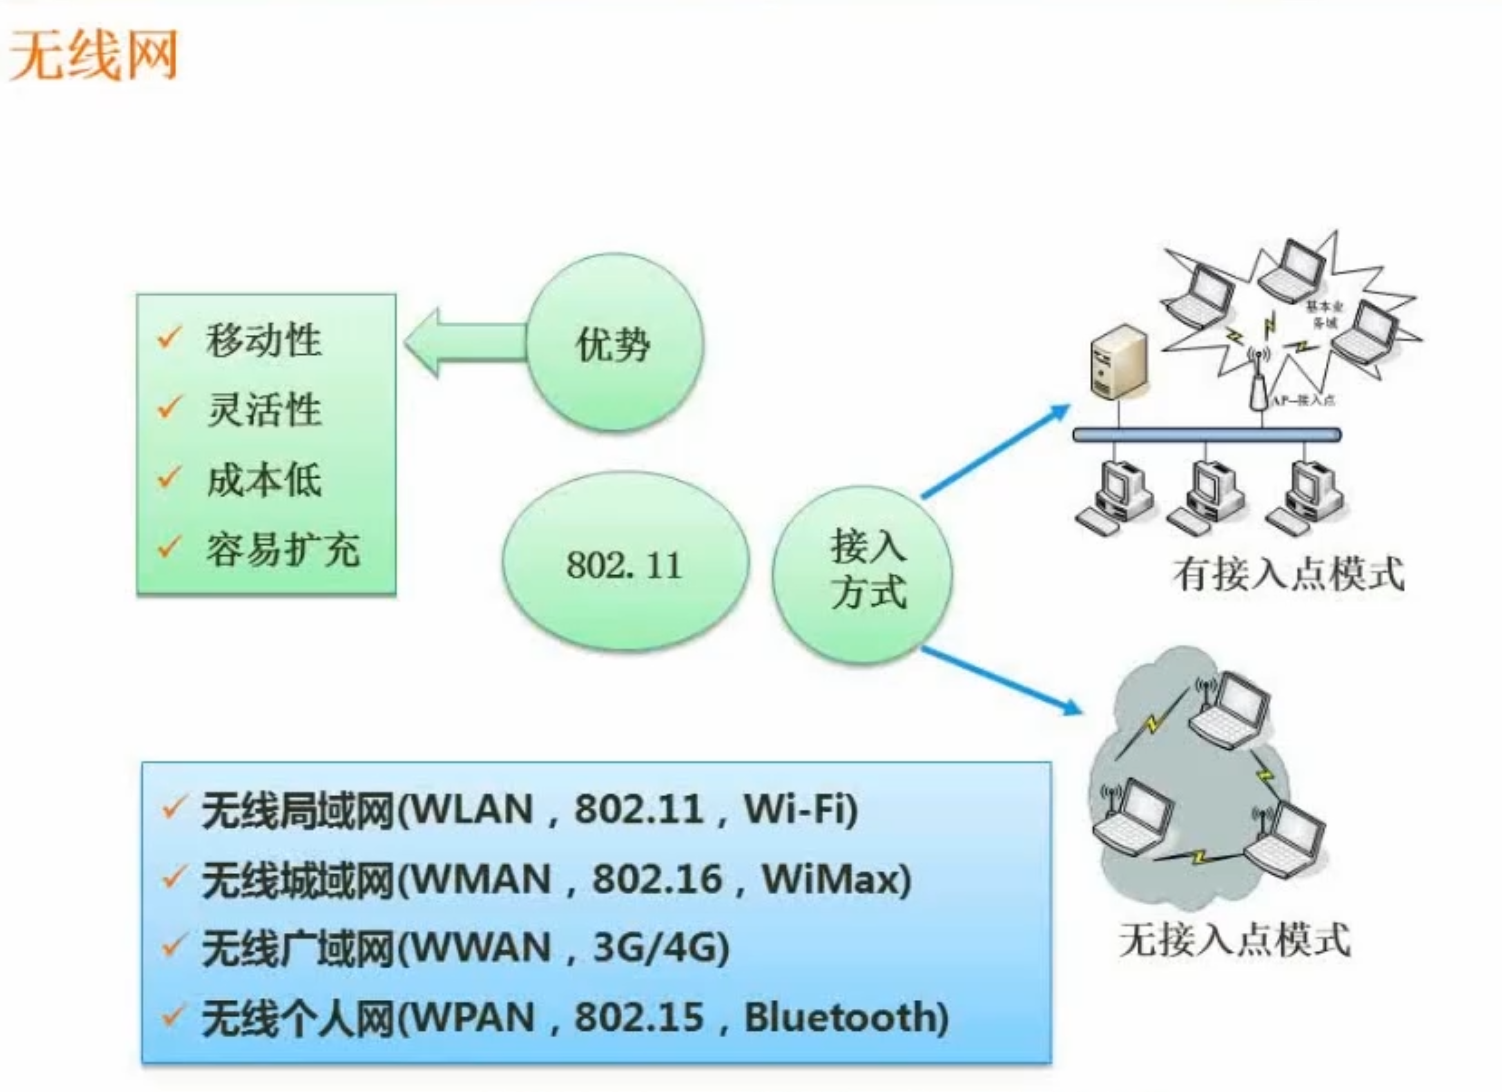 无线网
优势
移动性
灵活性
成本低
容易扩充
802.11
接入
方式
基本业
务域
AP—接入点
有接入点模式
无接入点模式
无线局域网(WLAN，802.11，Wi-Fi)
无线城域网(WMAN，802.16，WiMax)
无线广域网(WWAN，3G/4G)
无线个人网(WPAN，802.15，Bluetooth)